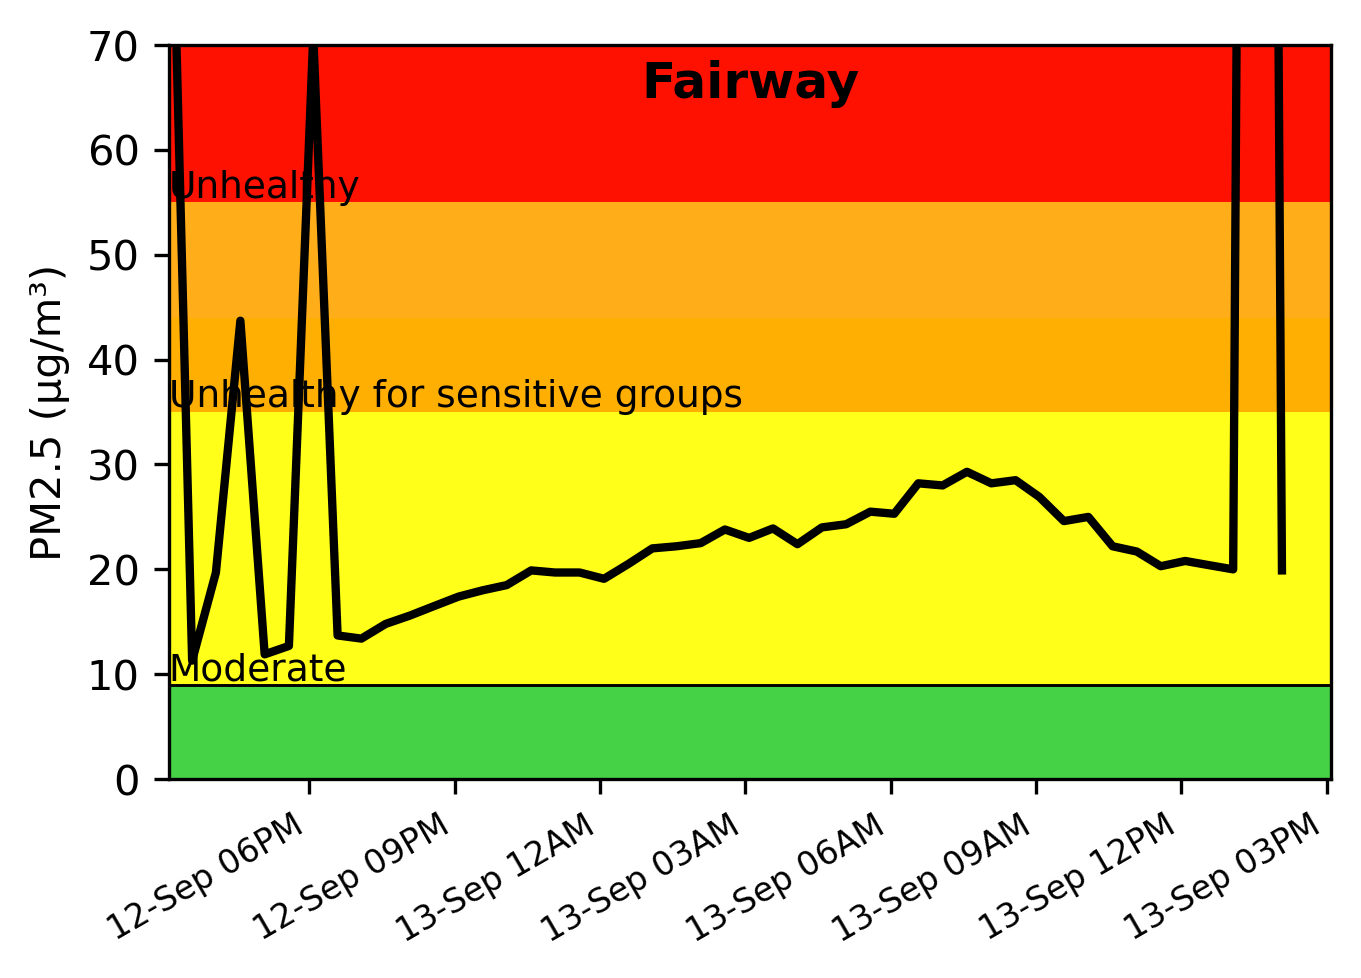 Fairway
PM2.5 (µg/m³)
70
60
50
40
30
20
10
0
Unhealthy
Unhealthy for sensitive groups
Moderate
12-Sep 06PM
12-Sep 09PM
13-Sep 12AM
13-Sep 03AM
13-Sep 06AM
13-Sep 09AM
13-Sep 12PM
13-Sep 03PM